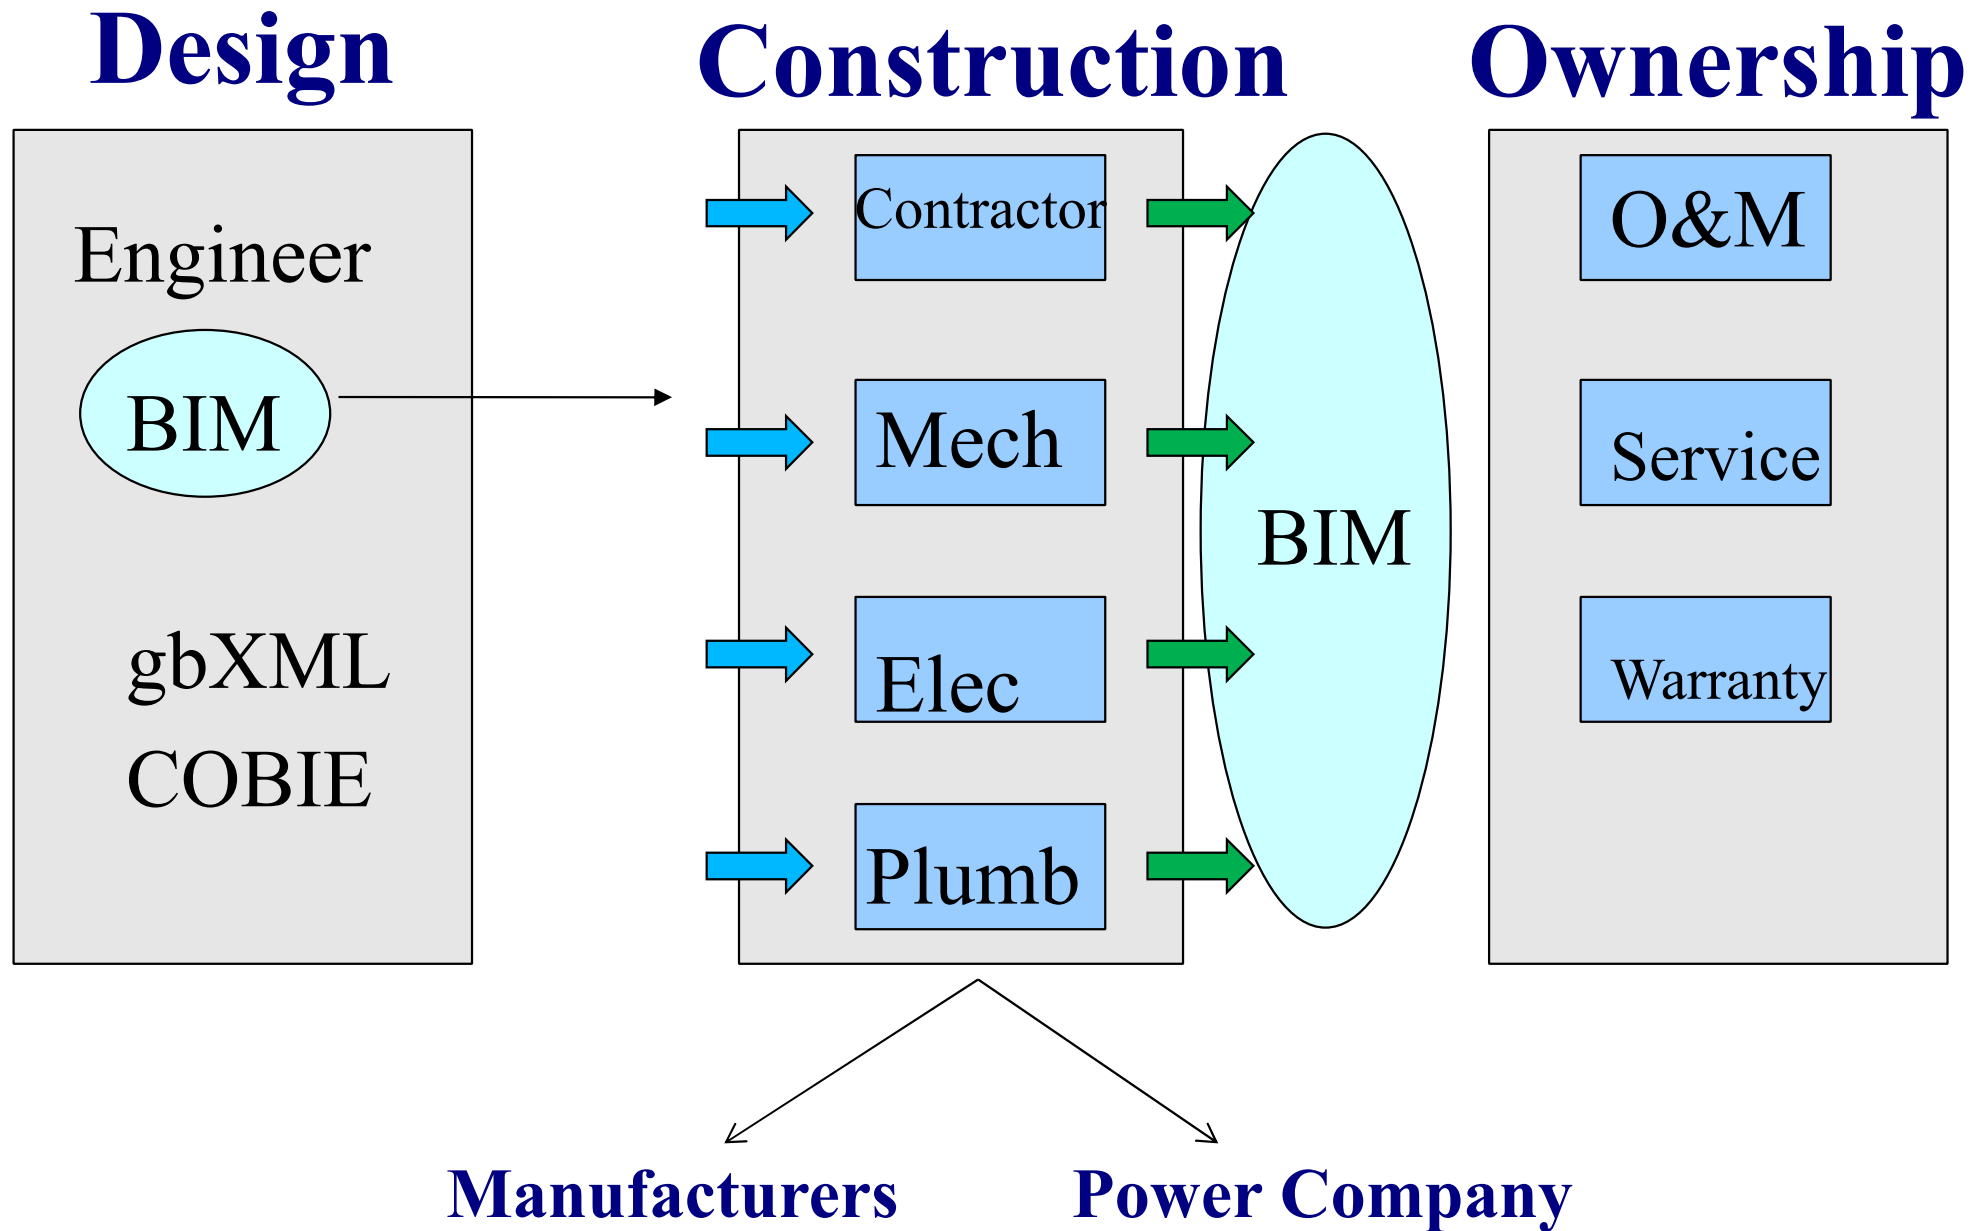 Design
Construction
Ownership
Engineer
BIM
gbXML
COBIE
Contractor
Mech
Elec
Plumb
BIM
O&M
Service
Warranty
Manufacturers
Power Company